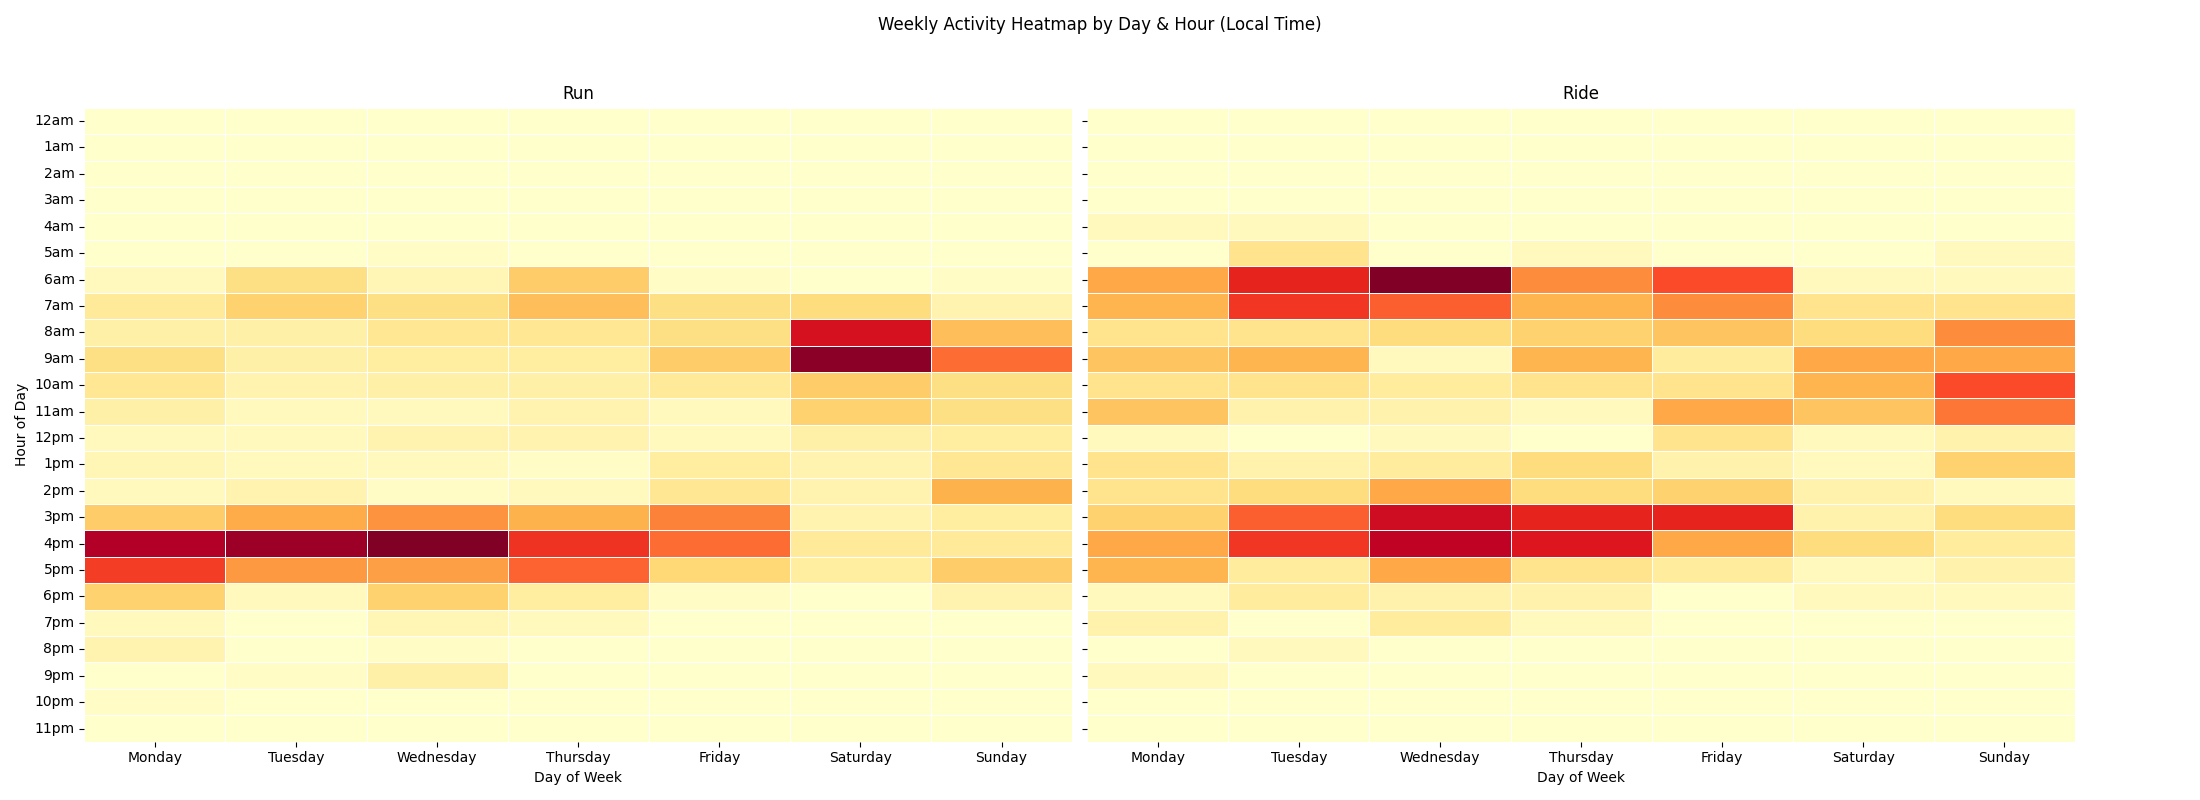 Weekly Activity Heatmap by Day & Hour (Local Time)
Run
Ride
Hour of Day
12am
1am
2am
3am
4am
5am
6am
7am
8am
9am
10am
11am
12pm
1pm
2pm
3pm
4pm
5pm
6pm
7pm
8pm
9pm
10pm
11pm
Monday Tuesday Wednesday Thursday Friday Saturday Sunday
Day of Week
Monday Tuesday Wednesday Thursday Friday Saturday Sunday
Day of Week